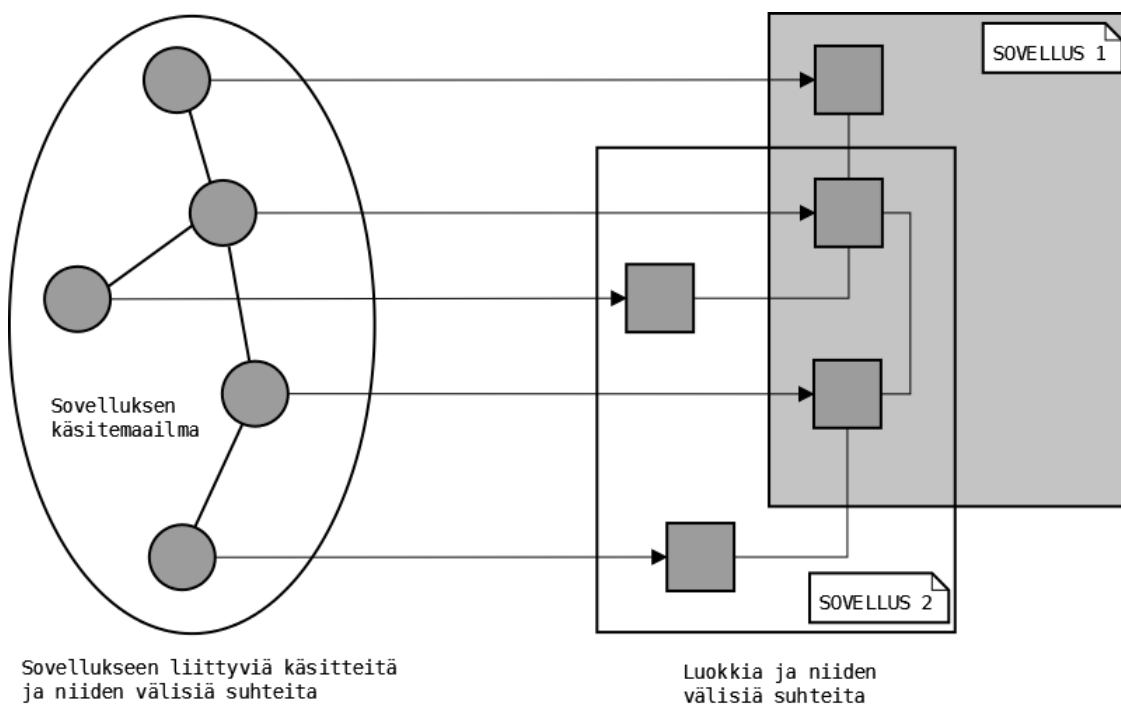 SOVELLUS 1
Sovelluksen
käsitemaailma
SOVELLUS 2
Sovellukseen liittyviä käsitteitä
ja niiden välisiä suhteita
Luokkia ja niiden
välisiä suhteita